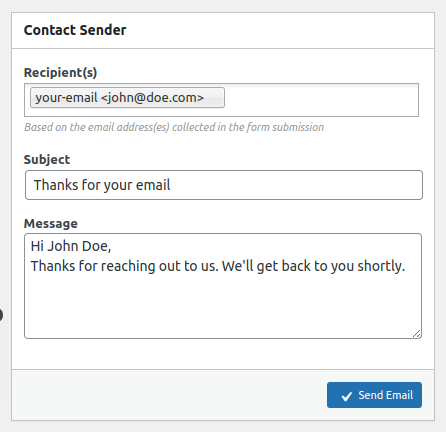 Contact Sender
Recipient(s)
your-email <john@doe.com>
Based on the email address(es) collected in the form submission
Subject
Thanks for your email
Message
Hi John Doe,
Thanks for reaching out to us. We'll get back to you shortly.
Send Email